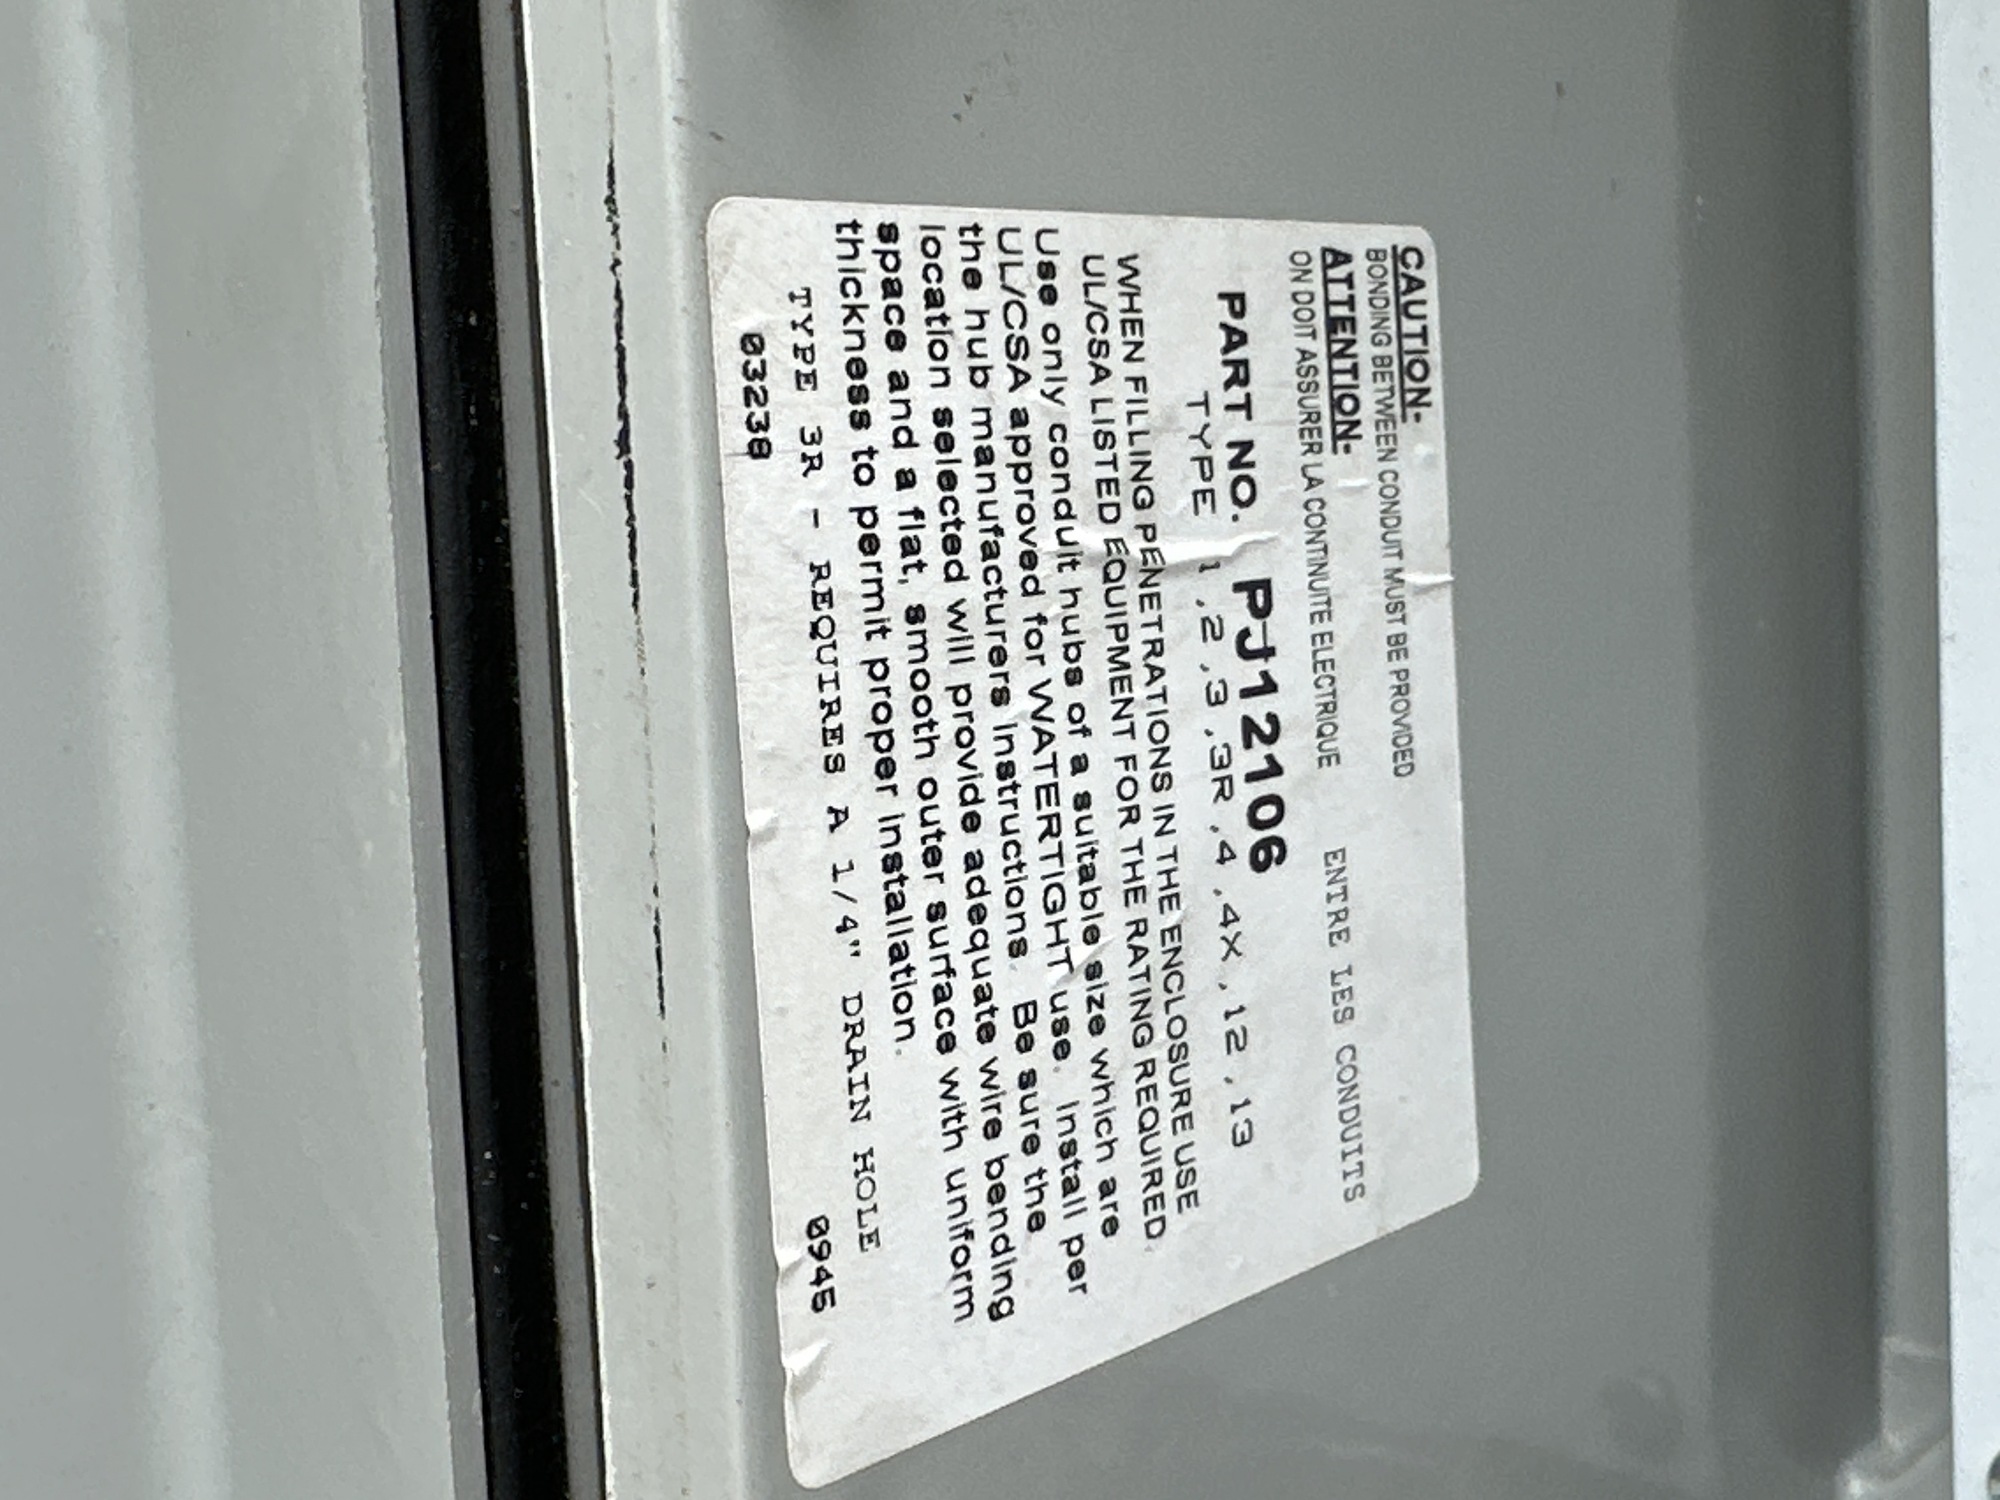 CAUTION-
BONDING BETWEEN CONDUIT MUST BE PROVIDED
ATTENTION-
ON DOIT ASSURER LA CONTINUITE ELECTRIQUE ENTRE LES CONDUITS
PART NO. PJ12106
TYPE 1 ,2 ,3 ,3R ,4 ,4X ,12 ,13
WHEN FILLING PENETRATIONS IN THE ENCLOSURE USE
UL/CSA LISTED EQUIPMENT FOR THE RATING REQUIRED.
Use only conduit hubs of a suitable size which are
UL/CSA approved for WATERTIGHT use. Install per
the hub manufacturers instructions. Be sure the
location selected will provide adequate wire bending
space and a flat, smooth outer surface with uniform
thickness to permit proper installation.
TYPE 3R - REQUIRES A 1/4" DRAIN HOLE
03238 0945